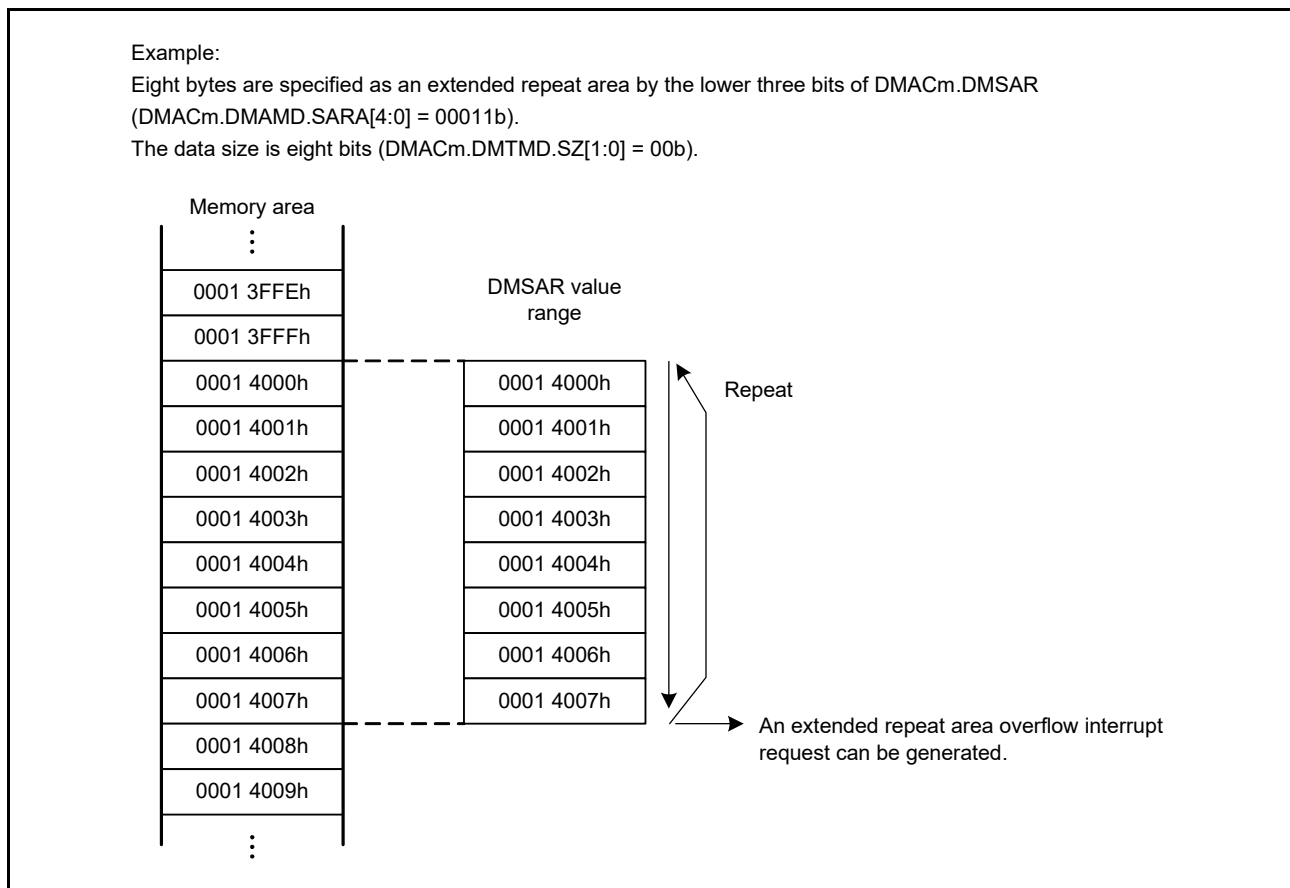 Example:
Eight bytes are specified as an extended repeat area by the lower three bits of DMACm.DMSAR
(DMACm.DMAMD.SARA[4:0] = 00011b).
The data size is eight bits (DMACm.DMTMD.SZ[1:0] = 00b).
Memory area
0001 3FFEh
0001 3FFFh
0001 4000h
0001 4001h
0001 4002h
0001 4003h
0001 4004h
0001 4005h
0001 4006h
0001 4007h
0001 4008h
0001 4009h
DMSAR value
range
0001 4000h
0001 4001h
0001 4002h
0001 4003h
0001 4004h
0001 4005h
0001 4006h
0001 4007h
Repeat
An extended repeat area overflow interrupt
request can be generated.